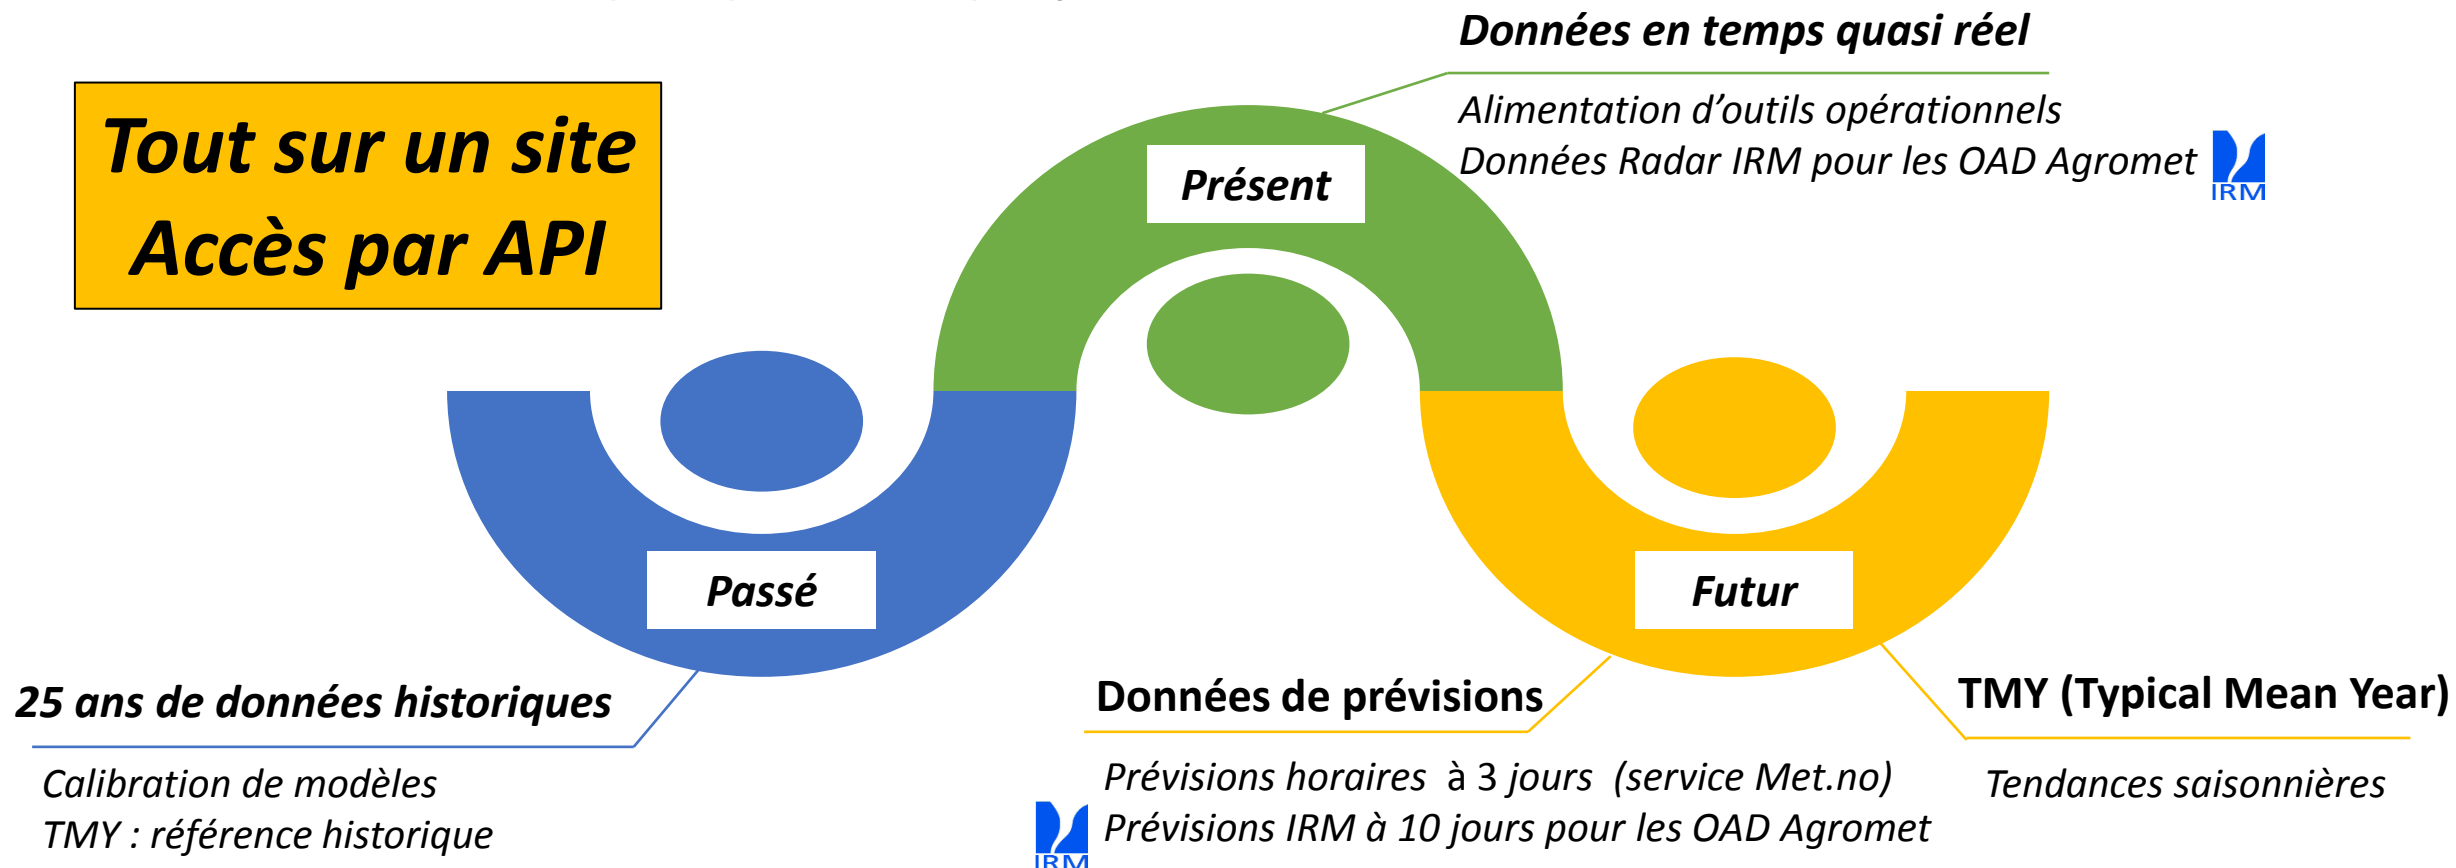 Tout sur un site
Accès par API
Données en temps quasi réel
Alimentation d’outils opérationnels
Données Radar IRM pour les OAD Agromet
IRM
Présent
Passé
Futur
25 ans de données historiques
Calibration de modèles
TMY : référence historique
Données de prévisions
Prévisions horaires à 3 jours (service Met.no)
Prévisions IRM à 10 jours pour les OAD Agromet
IRM
TMY (Typical Mean Year)
Tendances saisonnières